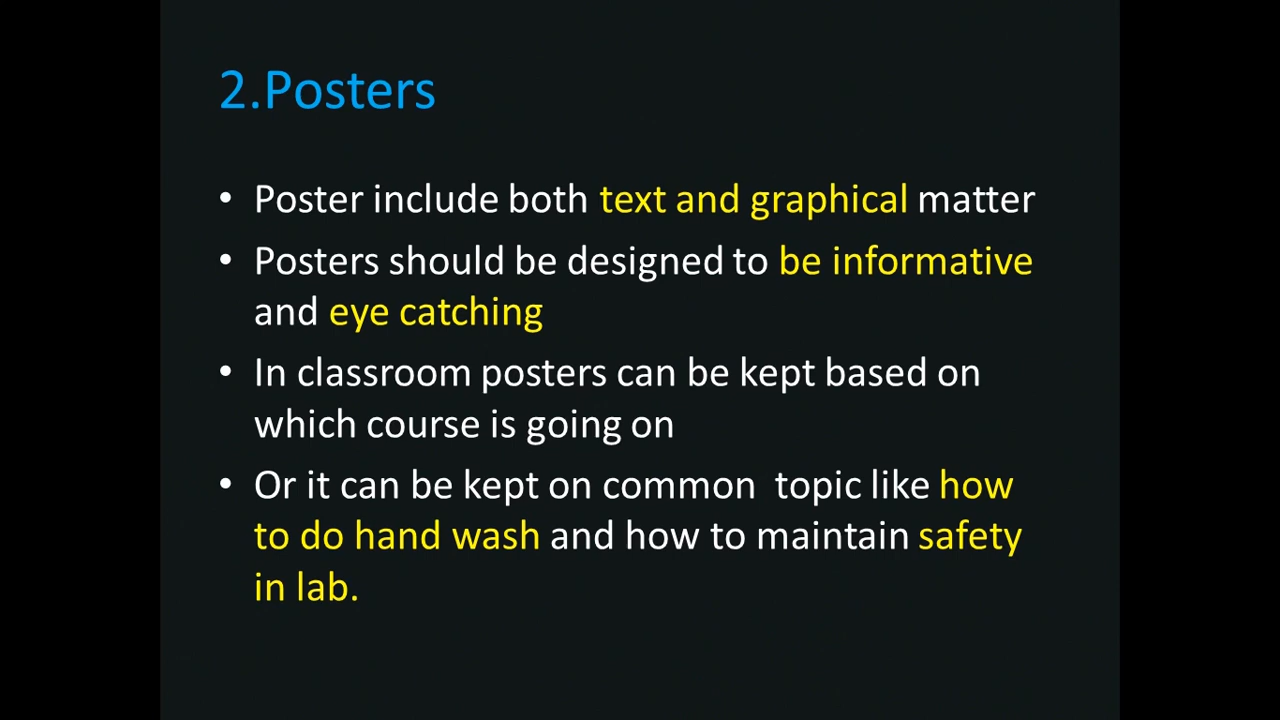 2.Posters
• Poster include both text and graphical matter
• Posters should be designed to be informative
and eye catching
• In classroom posters can be kept based on
which course is going on
• Or it can be kept on common  topic like how
to do hand wash and how to maintain safety
in lab.